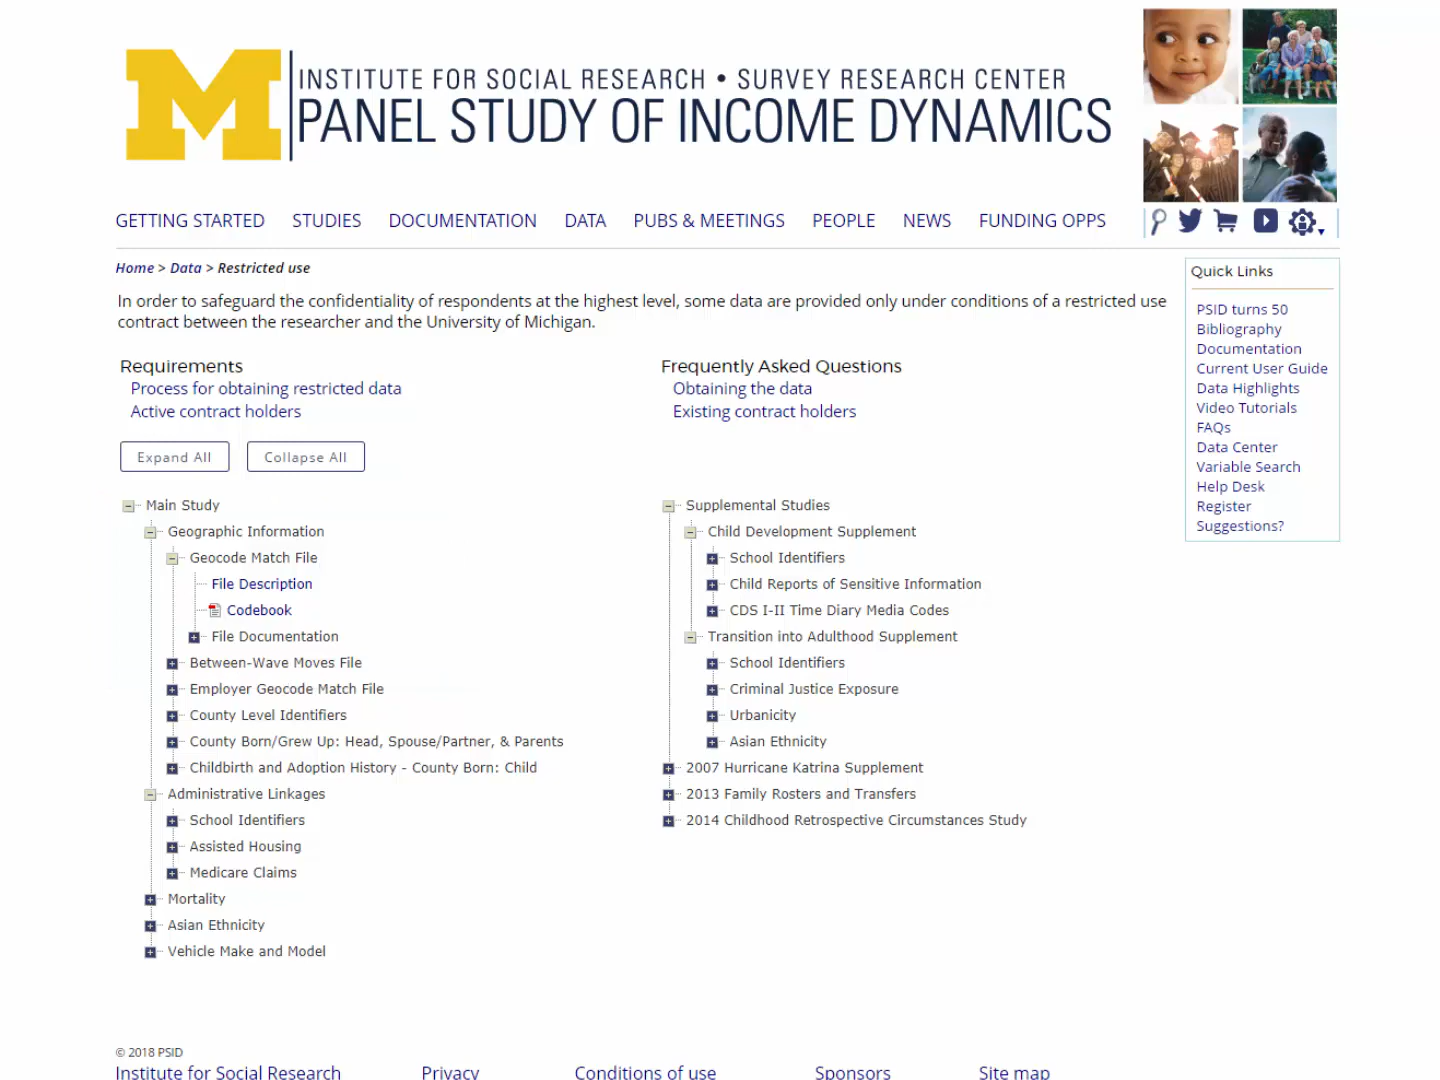 INSTITUTE FOR SOCIAL RESEARCH • SURVEY RESEARCH CENTER
PANEL STUDY OF INCOME DYNAMICS
GETTING STARTED STUDIES DOCUMENTATION DATA PUBS & MEETINGS PEOPLE NEWS FUNDING OPPS
Home > Data > Restricted use
In order to safeguard the confidentiality of respondents at the highest level, some data are provided only under conditions of a restricted use
contract between the researcher and the University of Michigan.
Requirements
Process for obtaining restricted data
Active contract holders
Frequently Asked Questions
Obtaining the data
Existing contract holders
Expand All Collapse All
Main Study
Geographic Information
Geocode Match File
File Description
Codebook
File Documentation
Between-Wave Moves File
Employer Geocode Match File
County Level Identifiers
County Born/Grew Up: Head, Spouse/Partner, & Parents
Childbirth and Adoption History - County Born: Child
Administrative Linkages
School Identifiers
Assisted Housing
Medicare Claims
Mortality
Asian Ethnicity
Vehicle Make and Model
Supplemental Studies
Child Development Supplement
School Identifiers
Child Reports of Sensitive Information
CDS I-II Time Diary Media Codes
Transition into Adulthood Supplement
School Identifiers
Criminal Justice Exposure
Urbanicity
Asian Ethnicity
2007 Hurricane Katrina Supplement
2013 Family Rosters and Transfers
2014 Childhood Retrospective Circumstances Study
Quick Links
PSID turns 50
Bibliography
Documentation
Current User Guide
Data Highlights
Video Tutorials
FAQs
Data Center
Variable Search
Help Desk
Register
Suggestions?
© 2018 PSID
Institute for Social Research Privacy Conditions of use Sponsors Site map